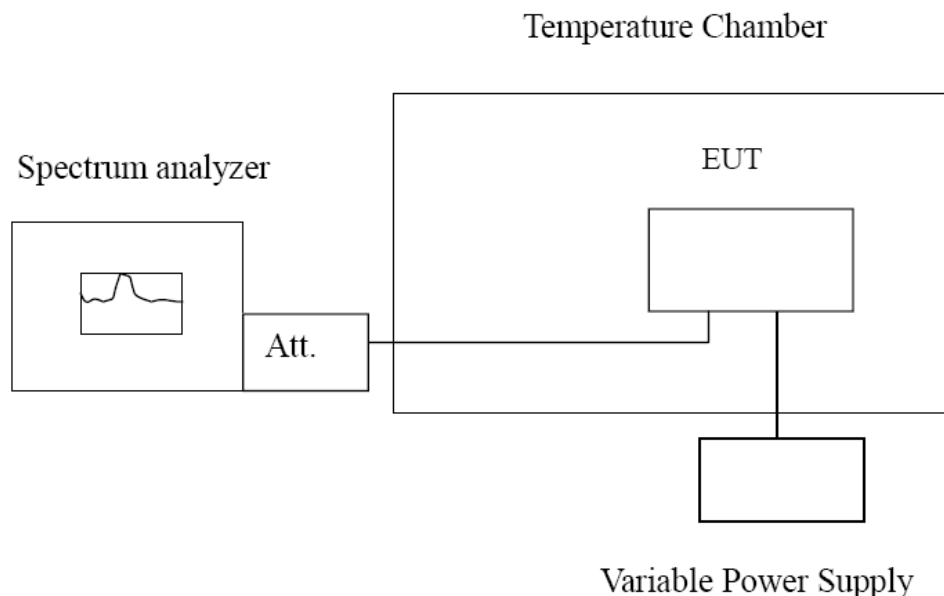 Temperature Chamber
Spectrum analyzer
EUT
Att.
Variable Power Supply